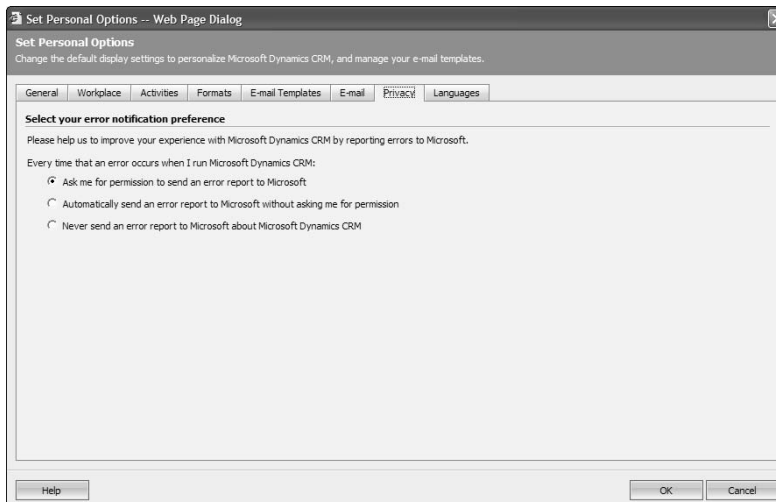 Set Personal Options -- Web Page Dialog
Set Personal Options
Change the default display settings to personalize Microsoft Dynamics CRM, and manage your e-mail templates.
General Workplace Activities Formats E-mail Templates E-mail Privacy Languages
Select your error notification preference
Please help us to improve your experience with Microsoft Dynamics CRM by reporting errors to Microsoft.
Every time that an error occurs when I run Microsoft Dynamics CRM:
Ask me for permission to send an error report to Microsoft
Automatically send an error report to Microsoft without asking me for permission
Never send an error report to Microsoft about Microsoft Dynamics CRM
Help OK Cancel